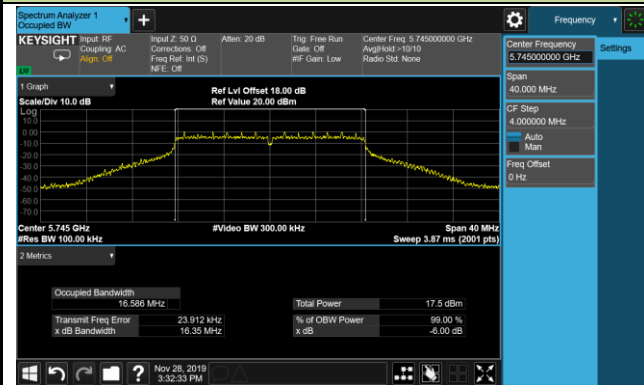 Spectrum Analyzer 1
Occupied BW
Frequency
KEYSIGHT
Input: RF
Coupling: AC
Align: Off
Input Z: 50 Ω
Corrections: Off
Freq Ref: Int (S)
NFE: Off
Atten: 20 dB
Trig: Free Run
Gate: Off
#IF Gain: Low
Center Freq: 5.745000000 GHz
Avg|Hold:>10/10
Radio Std: None
Center Frequency
5.745000000 GHz
Settings
Span
40.000 MHz
CF Step
4.000000 MHz
Auto
Man
Freq Offset
0 Hz
1 Graph
Scale/Div 10.0 dB
Ref Lvl Offset 18.00 dB
Ref Value 20.00 dBm
Log
10.0
0.00
-10.0
-20.0
-30.0
-40.0
-50.0
-60.0
-70.0
Center 5.745 GHz
#Video BW 300.00 kHz
Span 40 MHz
#Res BW 100.00 kHz
Sweep 3.87 ms (2001 pts)
2 Metrics
Occupied Bandwidth
16.586 MHz
Total Power 17.5 dBm
Transmit Freq Error 23.912 kHz
% of OBW Power 99.00 %
x dB Bandwidth 16.35 MHz
x dB -6.00 dB
Nov 28, 2019
3:32:33 PM